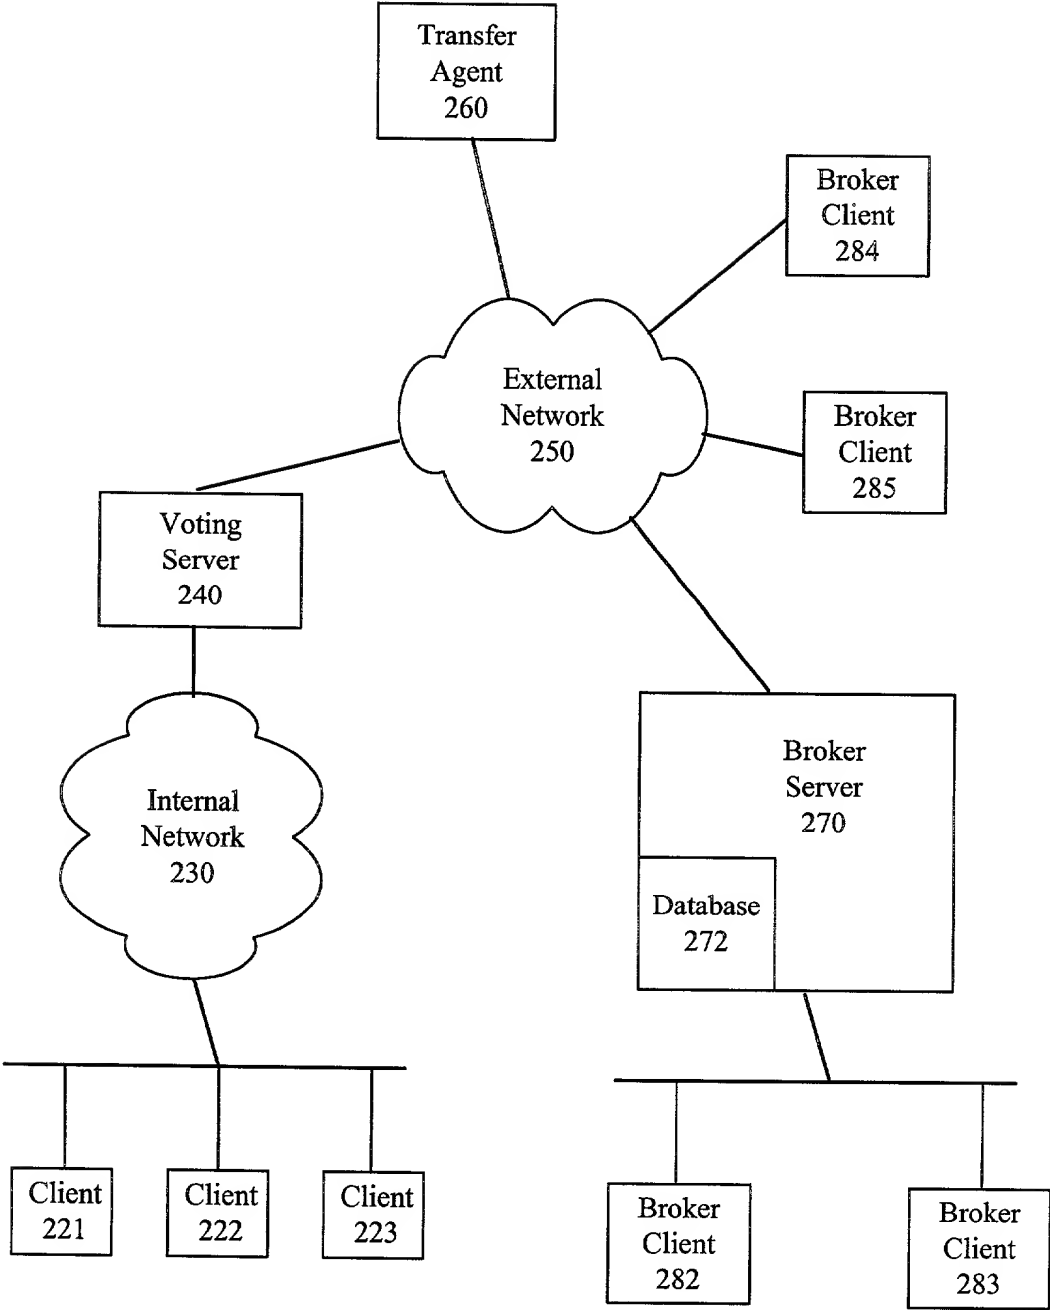 Transfer
Agent
260
Broker
Client
284
External
Network
250
Broker
Client
285
Voting
Server
240
Broker
Server
270
Internal
Network
230
Database
272
Client
221
Client
222
Client
223
Broker
Client
282
Broker
Client
283